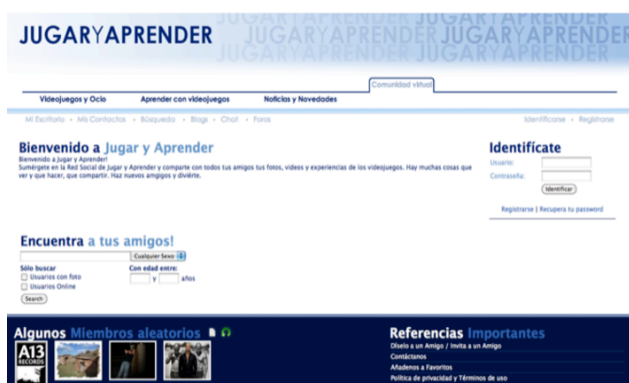 JUGARYAPRENDER
Comunidad virtual
Videojuegos y Ocio Aprender con videojuegos Noticias y Novedades
Mi Escritorio • Mis Contactos • Búsqueda • Blogs • Chat • Foros Identificarse • Registrarse
Bienvenido a Jugar y Aprender
Bienvenido a Jugar y Aprender!
Sumérgete en la Red Social de Jugar y Aprender y comparte con todos tus amigos tus fotos, videos y experiencias de los videojuegos. Hay muchas cosas que
ver y que hacer, que compartir. Haz nuevos amgigos y diviérte.
Identifícate
Usuario:
Contraseña:
Identificar
Registrarse | Recupera tu password
Encuentra a tus amigos!
Cualquier Sexo
Sólo buscar Con edad entre:
Usuarios con foto y años
Usuarios Online
Search
Algunos Miembros aleatorios
A13
RECORDS
Referencias Importantes
Díselo a un Amigo / Invita a un Amigo
Contáctanos
Añadenos a Favoritos
Política de privacidad y Términos de uso